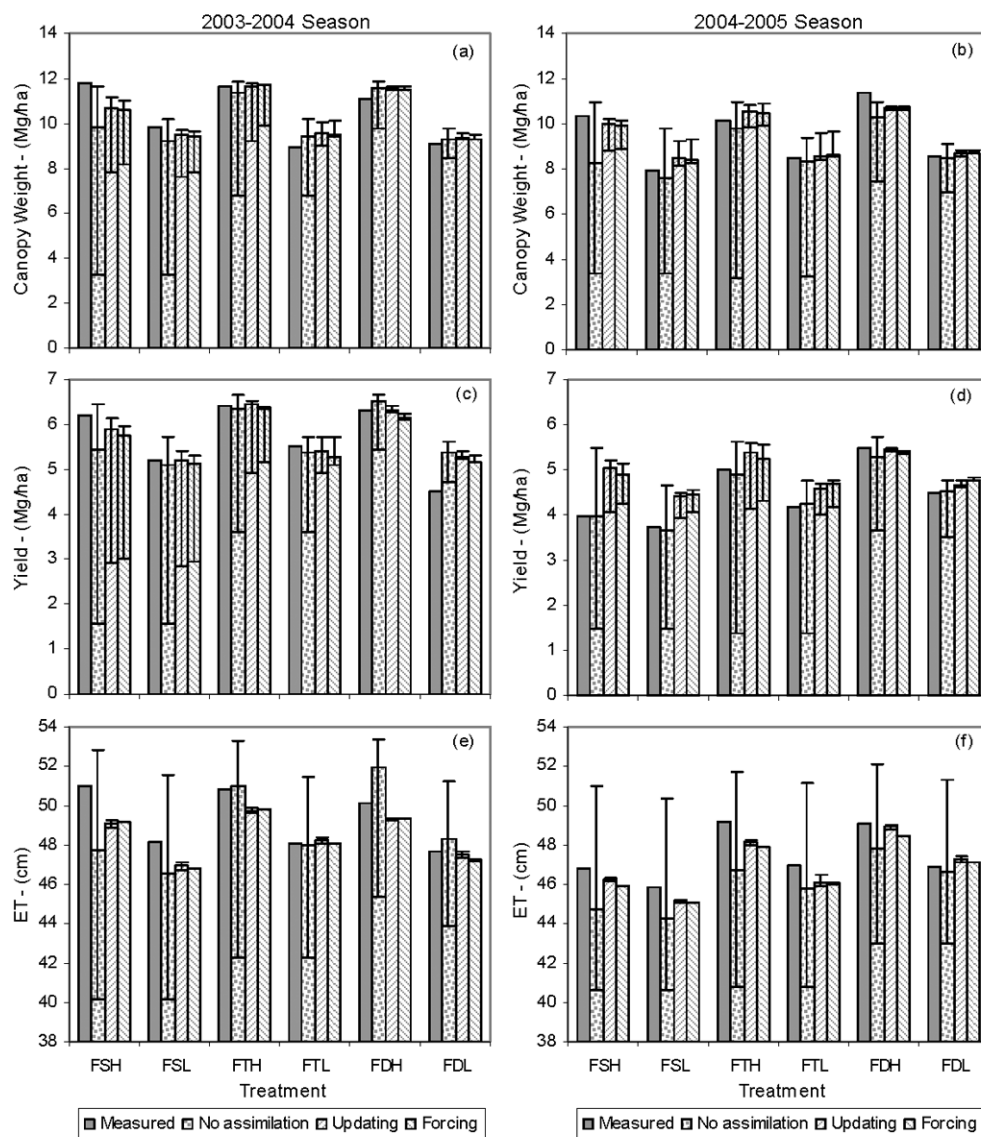 2003-2004 Season
2004-2005 Season
(a)
Canopy Weight - (Mg/ha)
14
12
10
8
6
4
2
0
(b)
Canopy Weight - (Mg/ha)
14
12
10
8
6
4
2
0
(c)
Yield - (Mg/ha)
7
6
5
4
3
2
1
0
(d)
Yield - (Mg/ha)
7
6
5
4
3
2
1
0
(e)
ET - (cm)
54
52
50
48
46
44
42
40
38
FSH FSL FTH FTL FDH FDL
Treatment
(f)
ET - (cm)
54
52
50
48
46
44
42
40
38
FSH FSL FTH FTL FDH FDL
Treatment
Measured No assimilation Updating Forcing
Measured No assimilation Updating Forcing